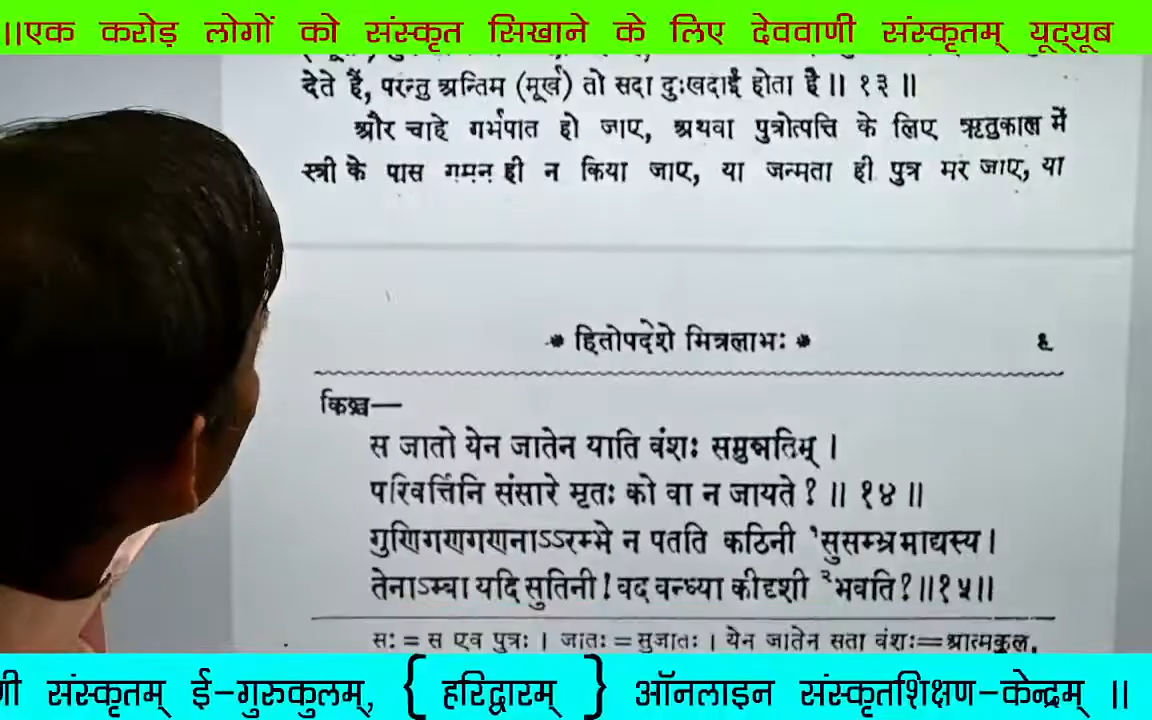 ॥एक करोड़ लोगों को संस्कृत सिखाने के लिए देववाणी संस्कृतम् यूट्यूब
देते हैं, परन्तु अन्तिम (मूर्ख) तो सदा दुःखदाई होता है॥ १३ ॥
और चाहे गर्भपात हो जाए, अथवा पुत्रोत्पत्ति के लिए ऋतुकाल में
स्त्री के पास गमन ही न किया जाए, या जन्मता ही पुत्र मर जाए, या
* हितोपदेशे मित्रलाभः * ६
किञ्च—
स जातो येन जातेन याति वंशः समुन्नतिम् ।
परिवर्त्तिनि संसारे मृतः को वा न जायते ? ॥ १४ ॥
गुणिगणगणनाऽऽरम्भे न पतति कठिनी 'सुसम्भ्रमाद्यस्य।
तेनाऽम्बा यदि सुतिनी ! वद वन्ध्या कीदृशी २भवति ?॥१५॥
सः = स एव पुत्रः । जातः = सुजातः । येन जातेन सता वंशः=आत्मकुल,
णी संस्कृतम् ई-गुरुकुलम्, { हरिद्वारम् } ऑनलाइन संस्कृतशिक्षण-केन्द्रम् ॥